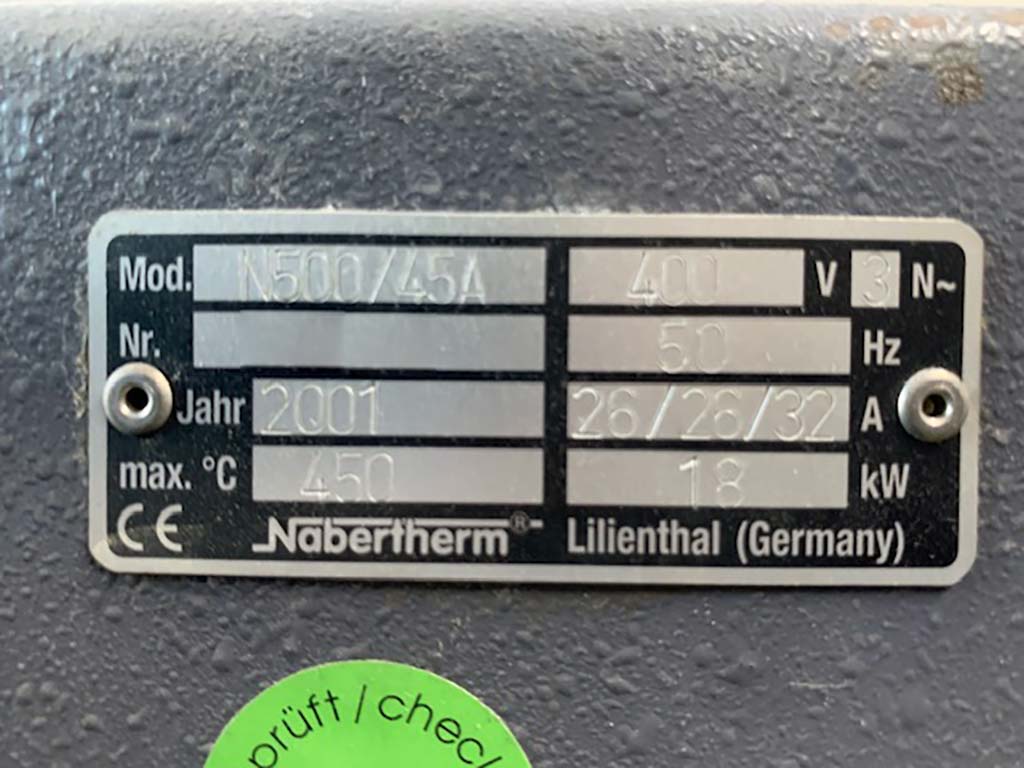 Mod. N500/45A 400 V 3 N~
Nr. 50 Hz
Jahr 2001 26/26/32 A
max. °C 450 18 kW
CE Nabertherm® Lilienthal (Germany)
prüft / chec